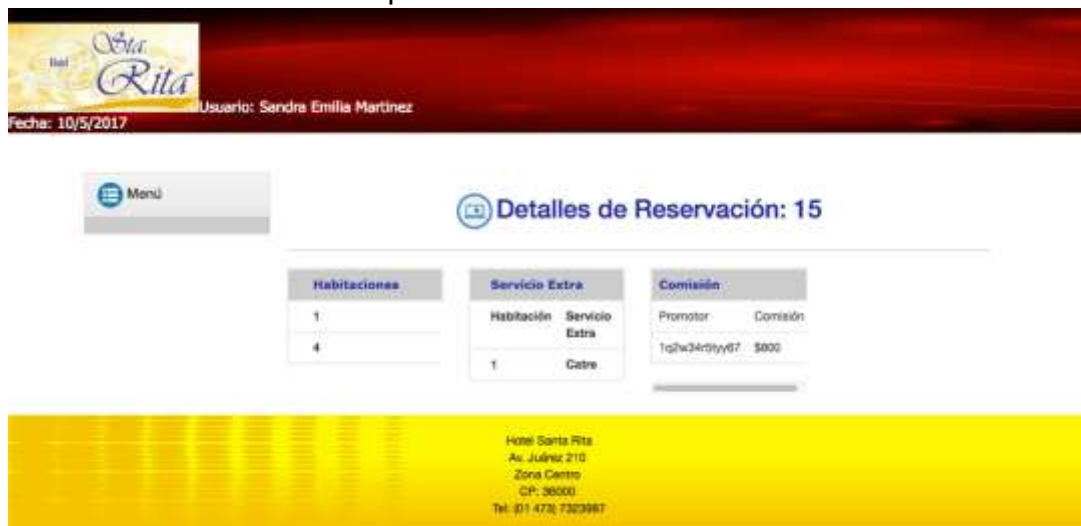 Hotel
Sta.
Rita
Usuario: Sandra Emilia Martinez
Fecha: 10/5/2017
Menú
Detalles de Reservación: 15
Habitaciones
1
4
Servicio Extra
Habitación Servicio
Extra
1 Catre
Comisión
Promotor Comisión
$800
Hotel Santa Rita
Av. Juárez 210
Zona Centro
CP: 36000
Tel: (01 473) 7323987